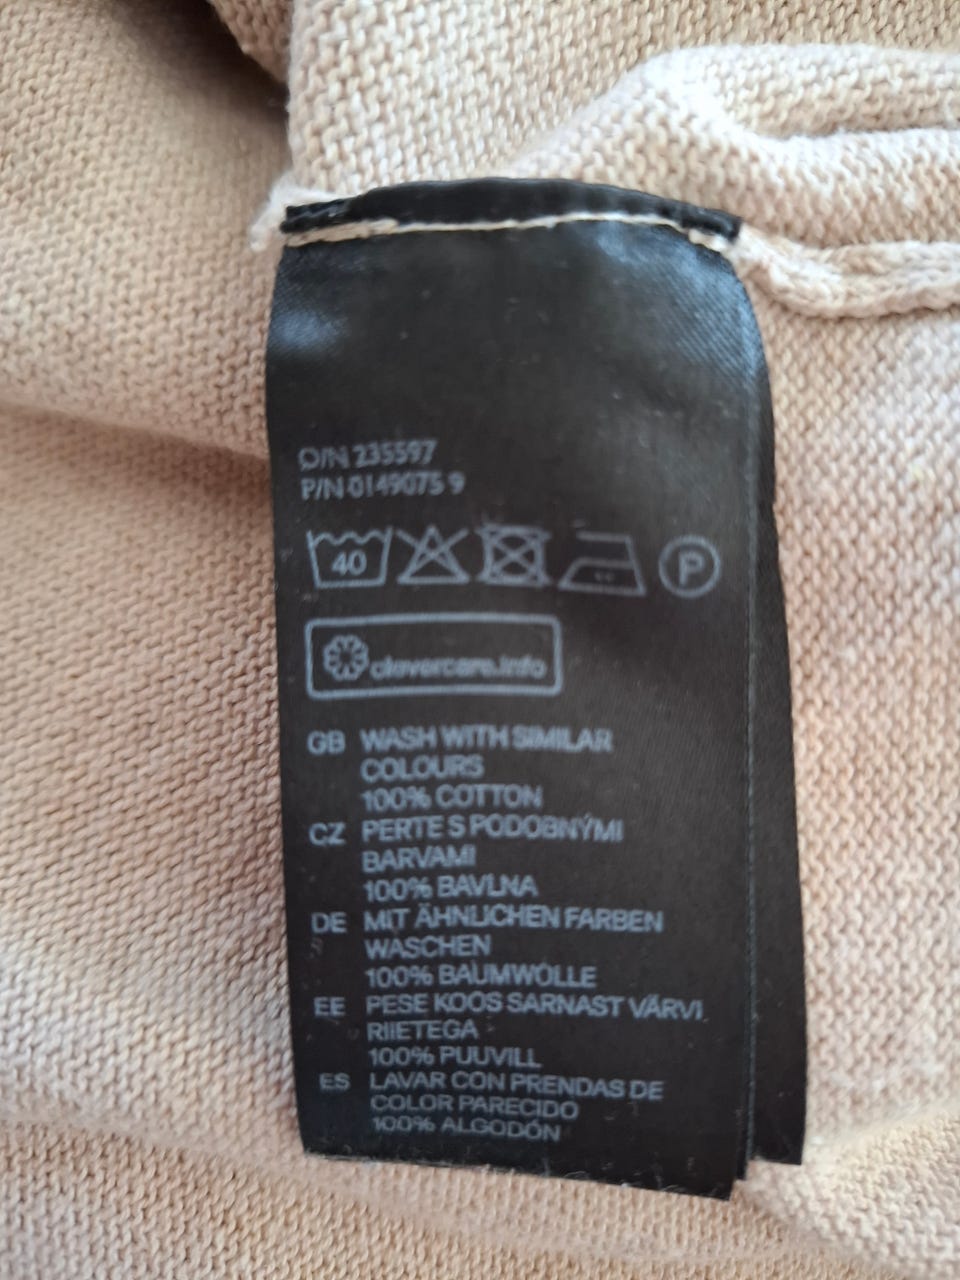 O/N 235597
P/N 0149075 9
40
P
clevercare.info
GB WASH WITH SIMILAR
COLOURS
100% COTTON
CZ PERTE S PODOBNÝMI
BARVAMI
100% BAVLNA
DE MIT ÄHNLICHEN FARBEN
WASCHEN
100% BAUMWOLLE
EE PESE KOOS SARNAST VÄRVI
RIIETEGA
100% PUUVILL
ES LAVAR CON PRENDAS DE
COLOR PARECIDO
100% ALGODÓN